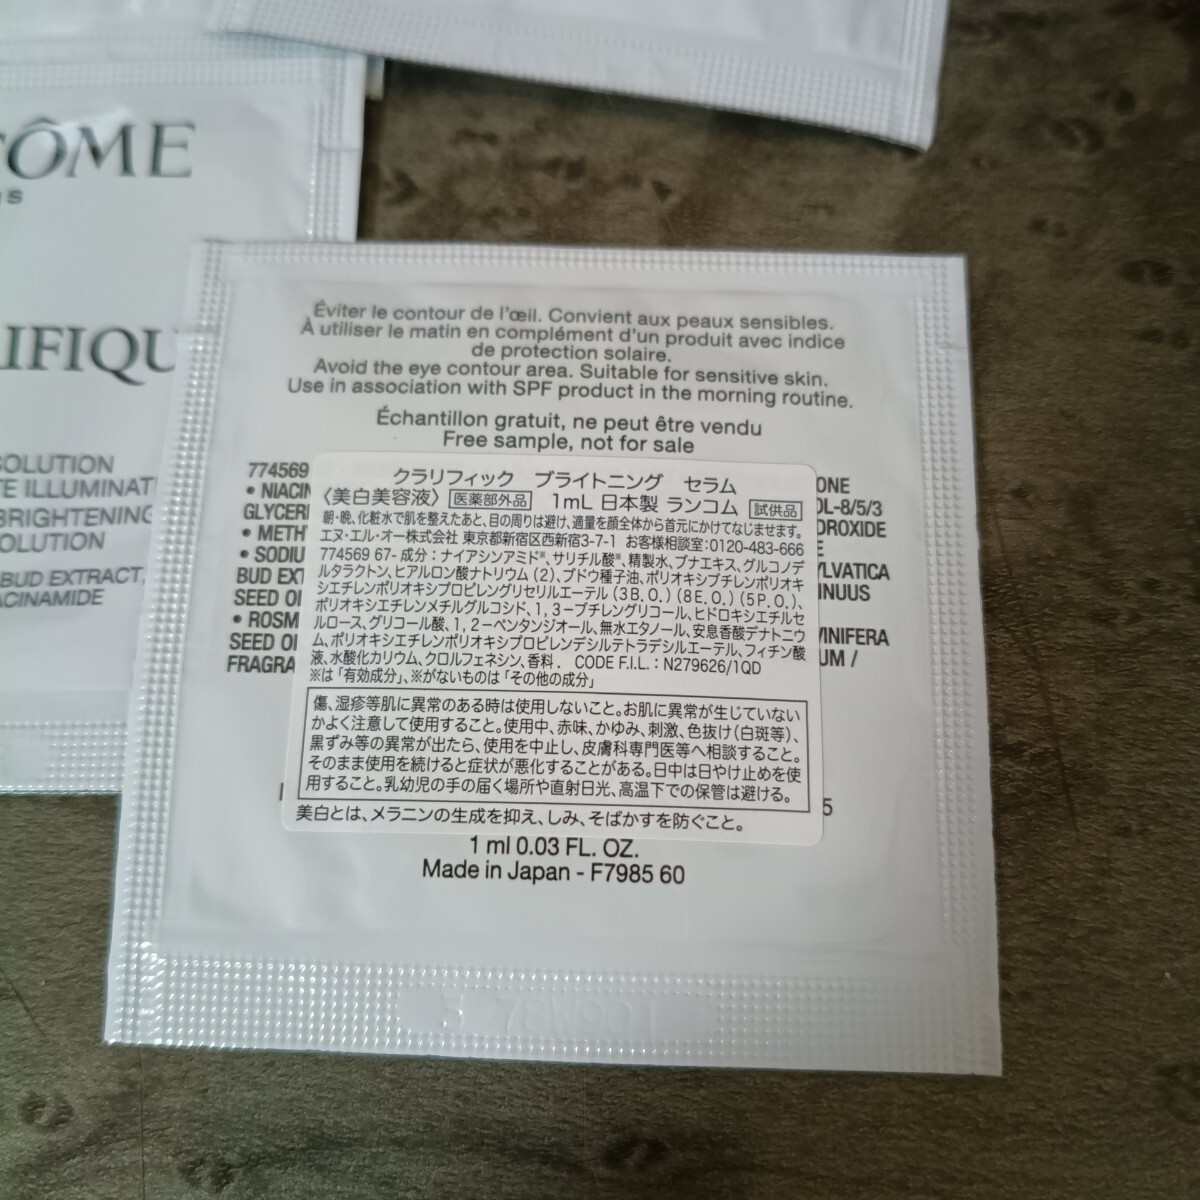 CÔME
IFIQU
SOLUTION
E ILLUMINAT
BRIGHTENING
OLUTION
BUD EXTRACT,
ACINAMIDE
Éviter le contour de l'œil. Convient aux peaux sensibles.
À utiliser le matin en complément d'un produit avec indice
de protection solaire.
Avoid the eye contour area. Suitable for sensitive skin.
Use in association with SPF product in the morning routine.
Échantillon gratuit, ne peut être vendu
Free sample, not for sale
774569
• NIACIN
GLYCERI
• METH
• SODIU
BUD EXT
SEED OI
• ROSM
SEED OI
FRAGRA
ONE
OL-8/5/3
DROXIDE
E
YLVATICA
INUUS
VINIFERA
UM /
クラリフィック ブライトニング セラム
〈美白美容液〉 医薬部外品 1mL 日本製 ランコム 試供品
朝・晩、化粧水で肌を整えたあと、目の周りは避け、適量を顔全体から首元にかけてなじませます。
エヌ・エル・オー株式会社 東京都新宿区西新宿3-7-1 お客様相談室:0120-483-666
774569 67- 成分：ナイアシンアミド※、サリチル酸※、精製水、ブナエキス、グルコノデ
ルタラクトン、ヒアルロン酸ナトリウム（2）、ブドウ種子油、ポリオキシブチレンポリオキ
シエチレンポリオキシプロピレングリセリルエーテル（3B.O.）（8E.O.）（5P.O.）、
ポリオキシエチレンメチルグルコシド、1，3－ブチレングリコール、ヒドロキシエチルセ
ルロース、グリコール酸、1，2－ペンタンジオール、無水エタノール、安息香酸デナトニウ
ム、ポリオキシエチレンポリオキシプロピレンデシルテトラデシルエーテル、フィチン酸
液、水酸化カリウム、クロルフェネシン、香料． CODE F.I.L.：N279626/1QD
※は「有効成分」、※がないものは「その他の成分」
傷、湿疹等肌に異常のある時は使用しないこと。お肌に異常が生じていない
かよく注意して使用すること。使用中、赤味、かゆみ、刺激、色抜け（白斑等）、
黒ずみ等の異常が出たら、使用を中止し、皮膚科専門医等へ相談すること。
そのまま使用を続けると症状が悪化することがある。日中は日やけ止めを使
用すること。乳幼児の手の届く場所や直射日光、高温下での保管は避ける。
美白とは、メラニンの生成を抑え、しみ、そばかすを防ぐこと。
5
1 ml 0.03 FL. OZ.
Made in Japan - F7985 60
3 78W901